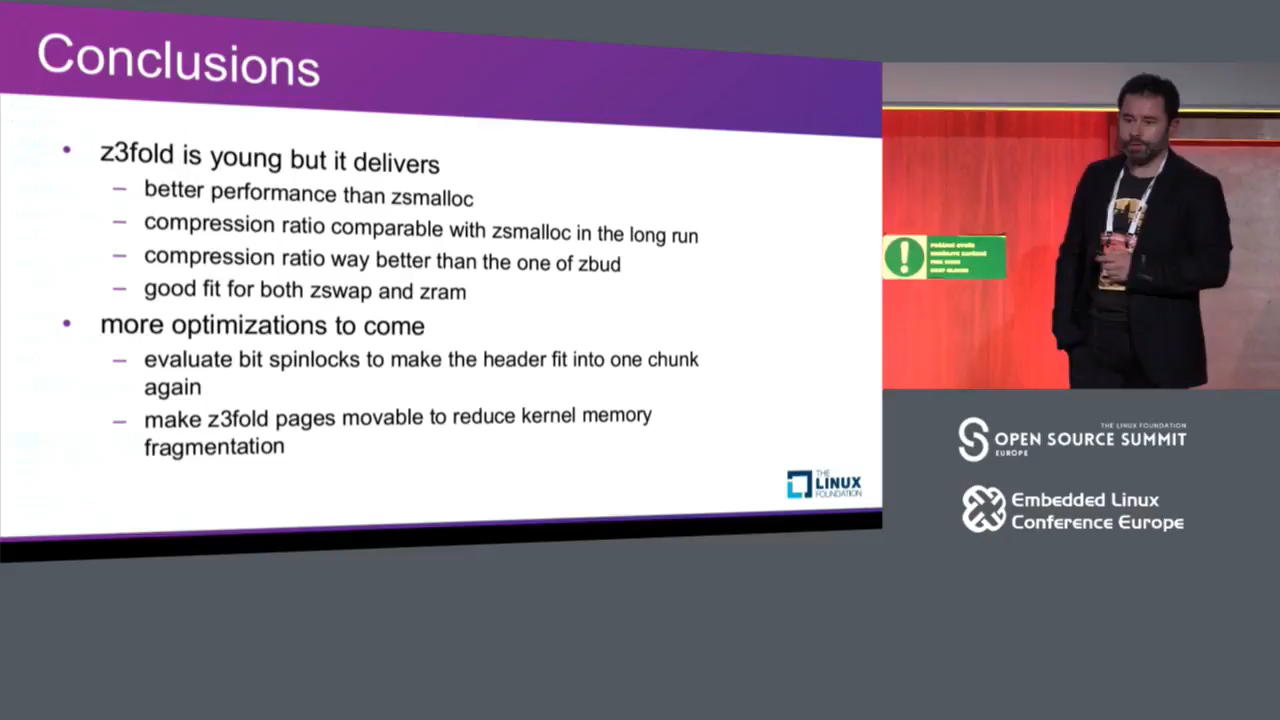 Conclusions
• z3fold is young but it delivers
– better performance than zsmalloc
– compression ratio comparable with zsmalloc in the long run
– compression ratio way better than the one of zbud
– good fit for both zswap and zram
• more optimizations to come
– evaluate bit spinlocks to make the header fit into one chunk
again
– make z3fold pages movable to reduce kernel memory
fragmentation
THE
LINUX
FOUNDATION
THE LINUX FOUNDATION
OPEN SOURCE SUMMIT
EUROPE
Embedded Linux
Conference Europe